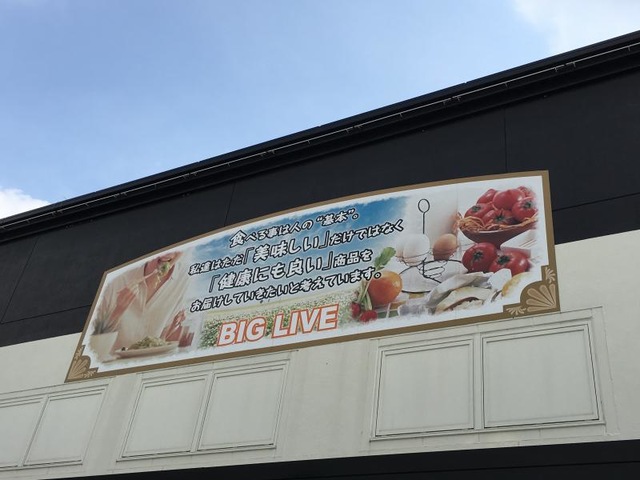 食べる事は人の"基本"。
私達はただ「美味しい」だけではなく
「健康にも良い」商品を
お届けしていきたいと考えています。
BIG LIVE